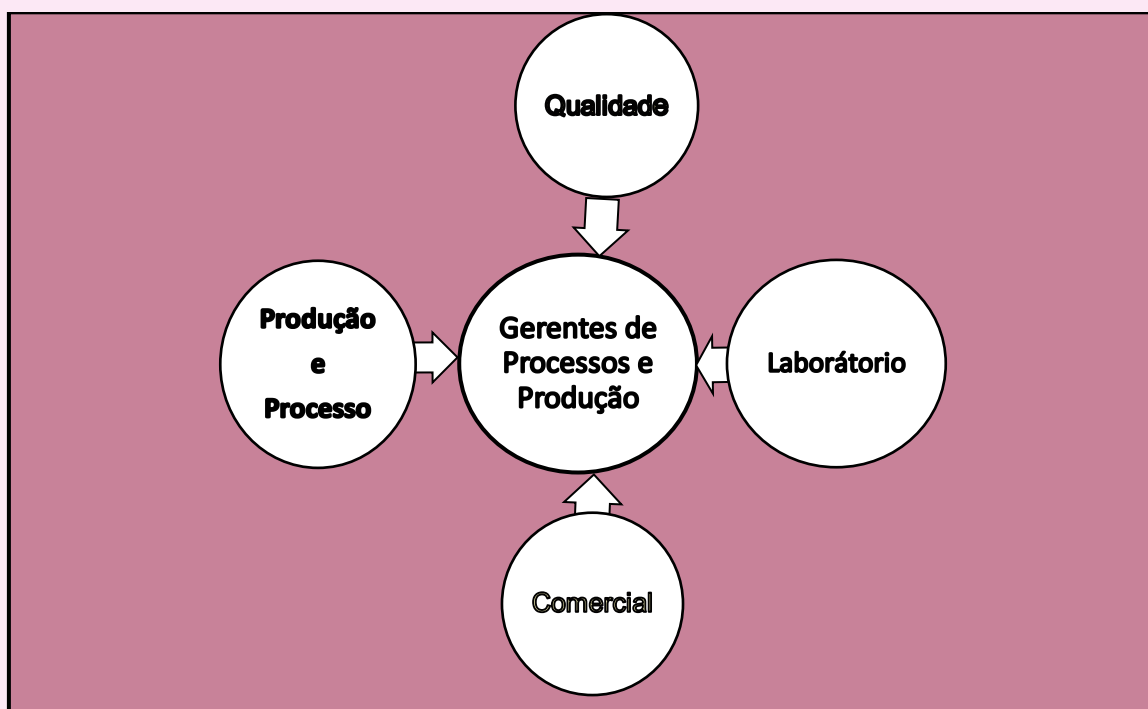 Qualidade
Produção
e
Processo
Gerentes de
Processos e
Produção
Laborátorio
Comercial